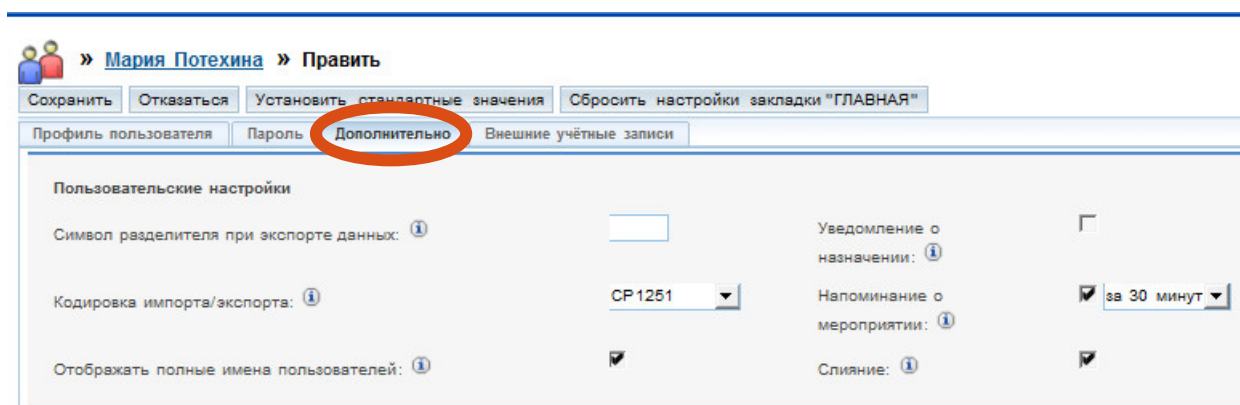 » Мария Потехина » Править
Сохранить Отказаться Установить стандартные значения Сбросить настройки закладки "ГЛАВНАЯ"
Профиль пользователя Пароль Дополнительно Внешние учётные записи
Пользовательские настройки
Символ разделителя при экспорте данных:
Уведомление о
назначении:
Кодировка импорта/экспорта: CP1251
Напоминание о
мероприятии: за 30 минут
Отображать полные имена пользователей:
Слияние: